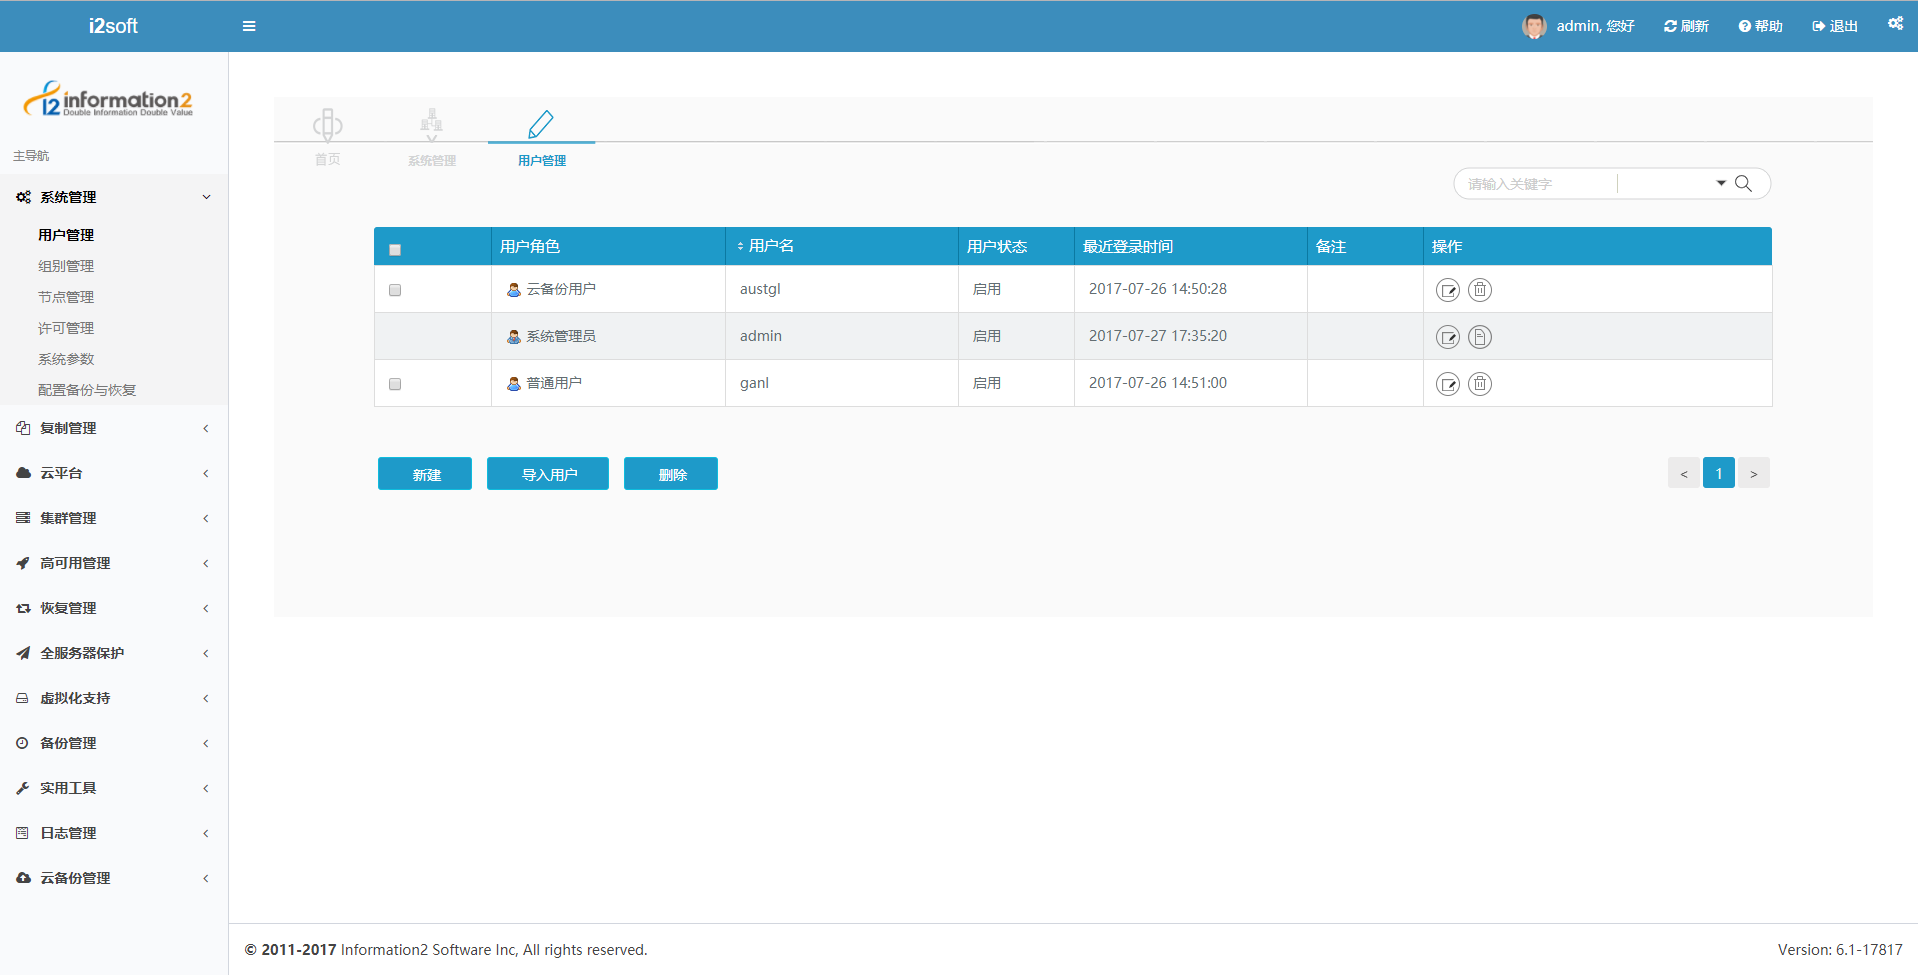 i2soft
admin, 您好
刷新
帮助
退出
i2 information2
Double Information Double Value
主导航
系统管理
用户管理
组别管理
节点管理
许可管理
系统参数
配置备份与恢复
复制管理
云平台
集群管理
高可用管理
恢复管理
全服务器保护
虚拟化支持
备份管理
实用工具
日志管理
云备份管理
首页
系统管理
用户管理
请输入关键字
用户角色 用户名 用户状态 最近登录时间 备注 操作
云备份用户 austgl 启用 2017-07-26 14:50:28
系统管理员 admin 启用 2017-07-27 17:35:20
普通用户 ganl 启用 2017-07-26 14:51:00
新建 导入用户 删除
< 1 >
© 2011-2017 Information2 Software Inc, All rights reserved.
Version: 6.1-17817